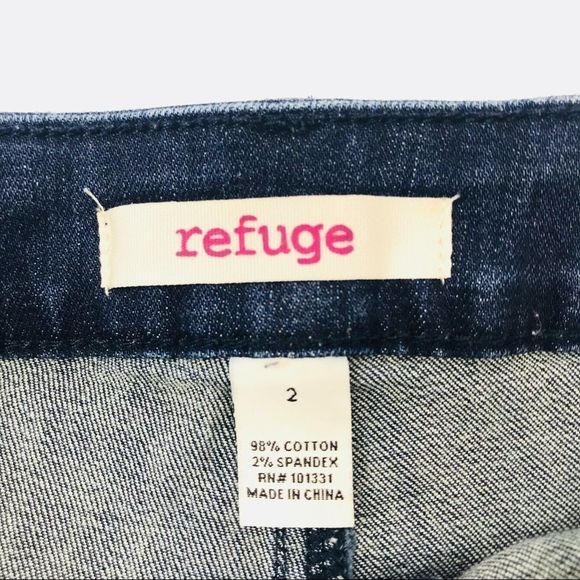 refuge
2
98% COTTON
2% SPANDEX
RN# 101331
MADE IN CHINA